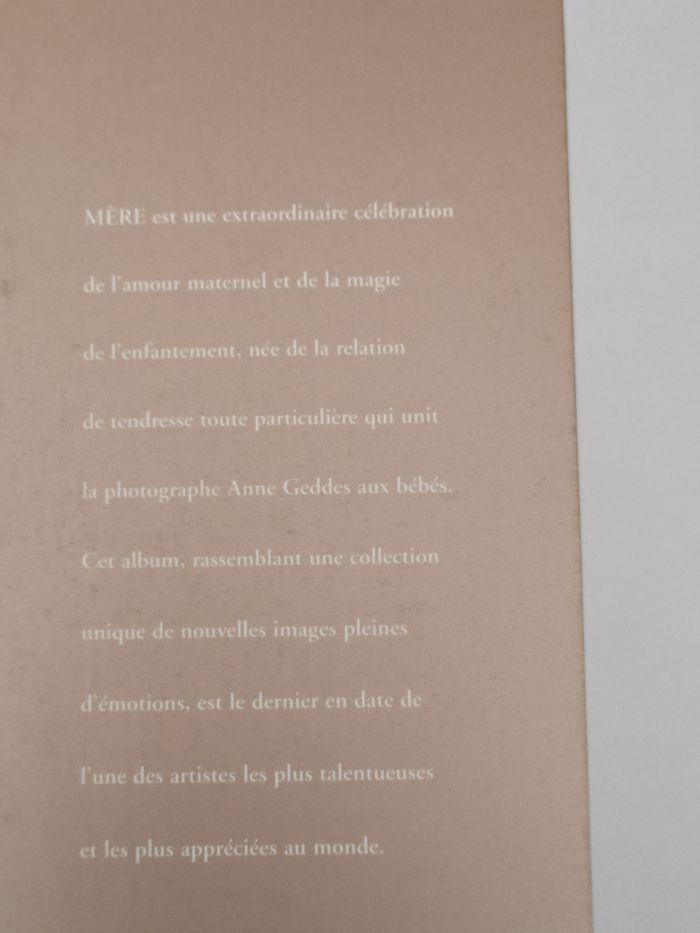 MÈRE est une extraordinaire célébration
de l'amour maternel et de la magie
de l'enfantement, née de la relation
de tendresse toute particulière qui unit
la photographe Anne Geddes aux bébés.
Cet album, rassemblant une collection
unique de nouvelles images pleines
d'émotions, est le dernier en date de
l'une des artistes les plus talentueuses
et les plus appréciées au monde.